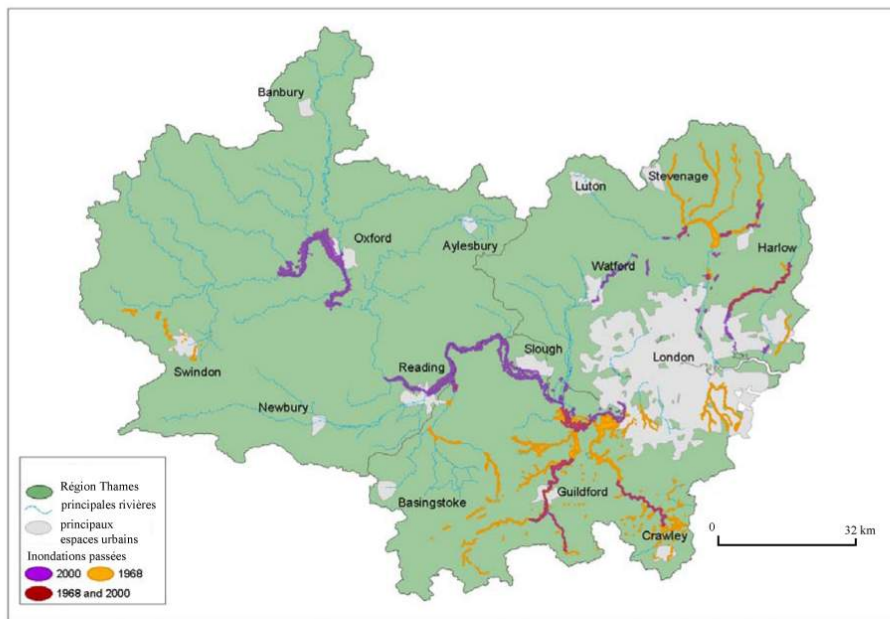 Banbury
Stevenage
Luton
Oxford
Aylesbury
Harlow
Watford
Slough
London
Reading
Swindon
Newbury
Guildford
Basingstoke
Crawley
0
32 km
Région Thames
principales rivières
principaux
espaces urbains
Inondations passées
2000
1968
1968 and 2000